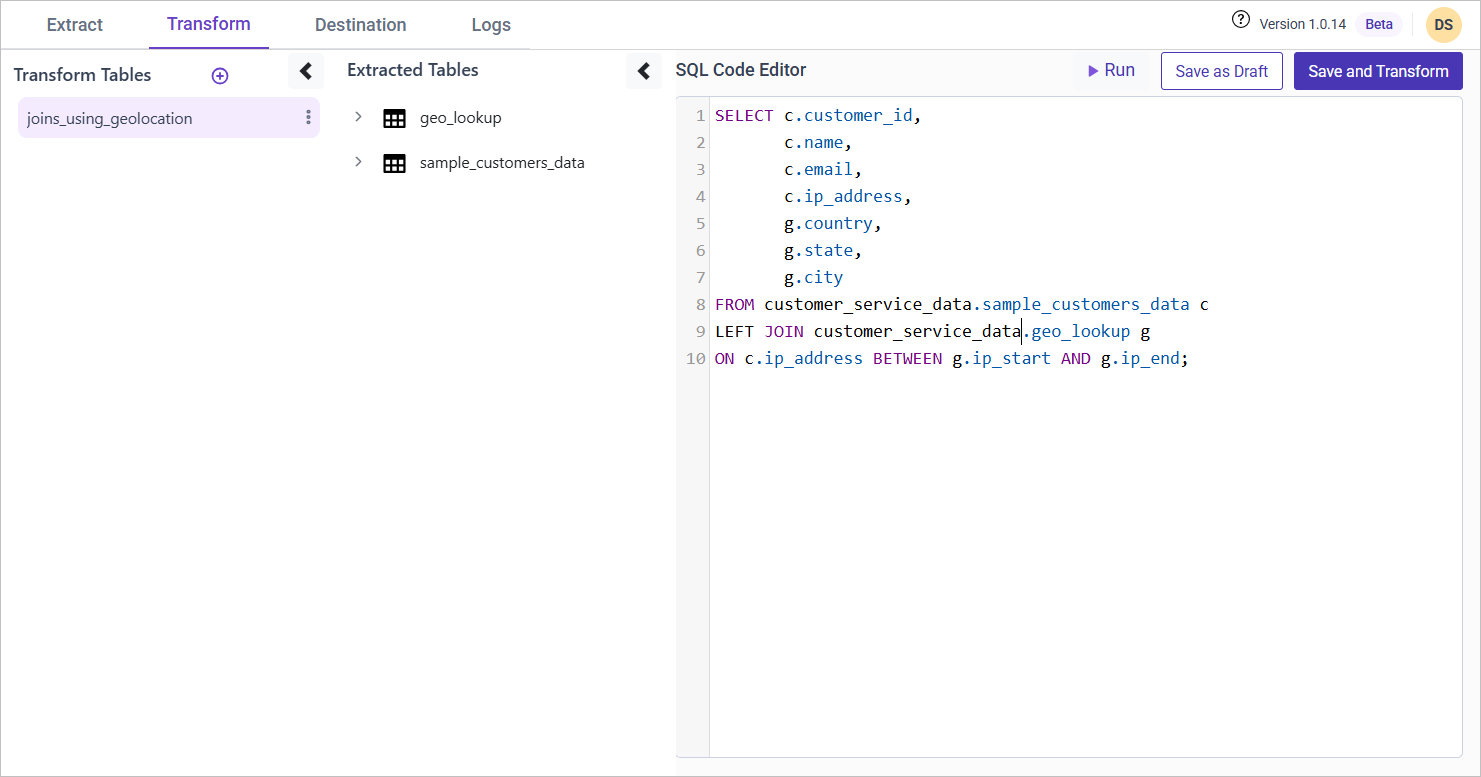 Extract Transform Destination Logs Version 1.0.14 Beta DS
Transform Tables
joins_using_geolocation
Extracted Tables
geo_lookup
sample_customers_data
SQL Code Editor Run Save as Draft Save and Transform
1 SELECT c.customer_id,
2 c.name,
3 c.email,
4 c.ip_address,
5 g.country,
6 g.state,
7 g.city
8 FROM customer_service_data.sample_customers_data c
9 LEFT JOIN customer_service_data.geo_lookup g
10 ON c.ip_address BETWEEN g.ip_start AND g.ip_end;